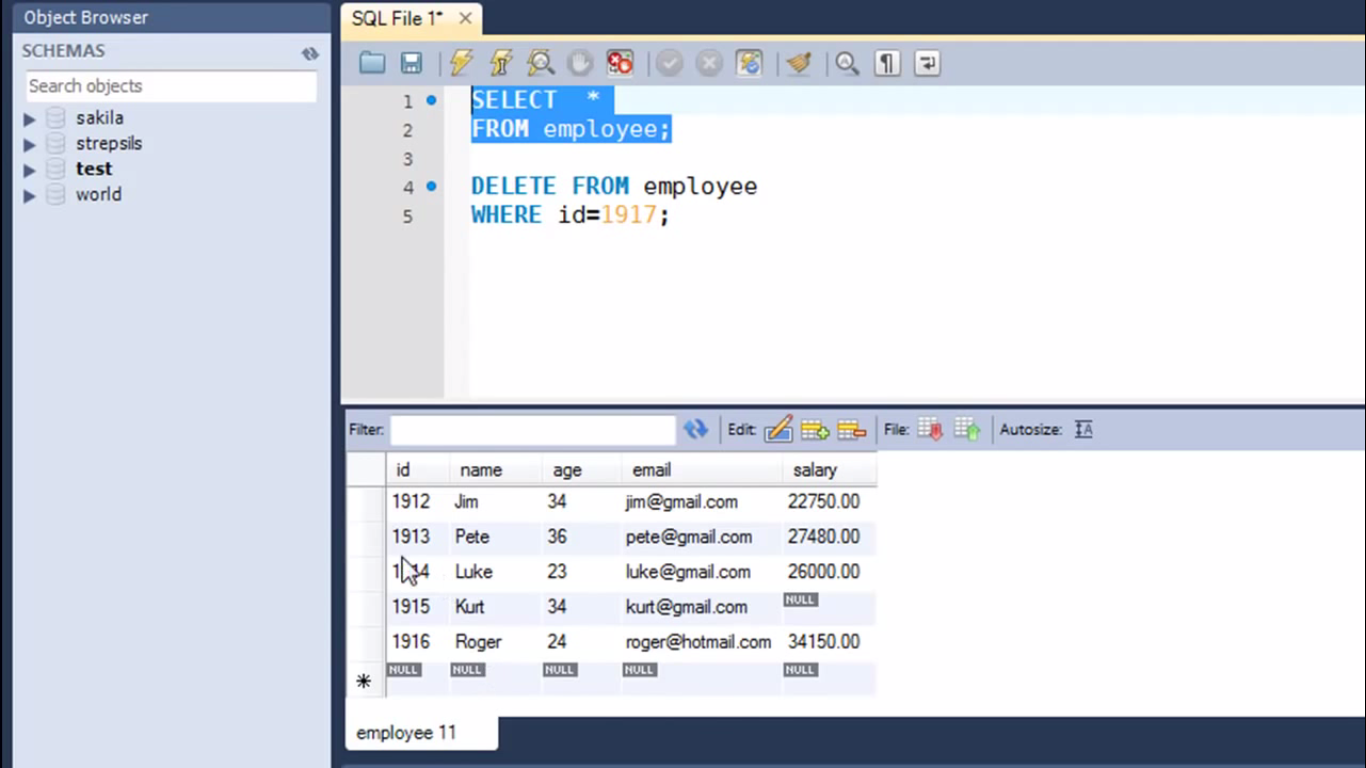 Object Browser
SCHEMAS
Search objects
sakila
strepsils
test
world
SQL File 1*
1 SELECT *
2 FROM employee;
3
4 DELETE FROM employee
5 WHERE id=1917;
Filter: Edit: File: Autosize:
id name age email salary
1912 Jim 34 jim@gmail.com 22750.00
1913 Pete 36 pete@gmail.com 27480.00
Luke 23 luke@gmail.com 26000.00
1915 Kurt 34 kurt@gmail.com NULL
1916 Roger 24 roger@hotmail.com 34150.00
NULL NULL NULL NULL NULL
employee 11